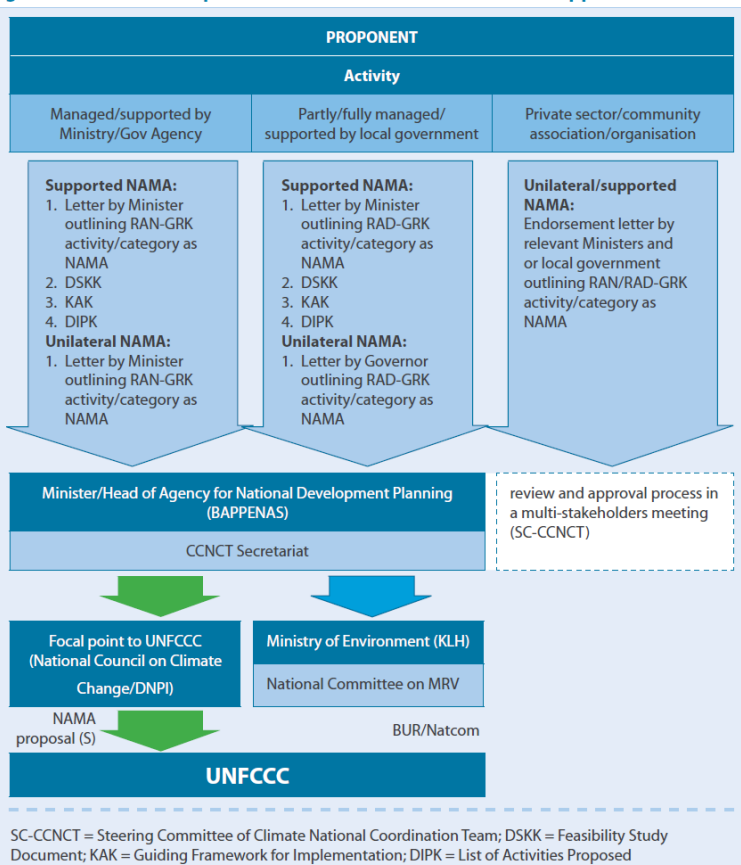 PROPONENT
Activity
Managed/supported by
Ministry/Gov Agency
Partly/fully managed/
supported by local government
Private sector/community
association/organisation
Supported NAMA:
1. Letter by Minister
outlining RAN-GRK
activity/category as
NAMA
2. DSKK
3. KAK
4. DIPK
Unilateral NAMA:
1. Letter by Minister
outlining RAN-GRK
activity/category as
NAMA
Supported NAMA:
1. Letter by Minister
outlining RAD-GRK
activity/category as
NAMA
2. DSKK
3. KAK
4. DIPK
Unilateral NAMA:
1. Letter by Governor
outlining RAD-GRK
activity/category as
NAMA
Unilateral/supported
NAMA:
Endorsement letter by
relevant Ministers and
or local government
outlining RAN/RAD-GRK
activity/category as
NAMA
Minister/Head of Agency for National Development Planning
(BAPPENAS)
CCNCT Secretariat
review and approval process in
a multi-stakeholders meeting
(SC-CCNCT)
Focal point to UNFCCC
(National Council on Climate
Change/DNPI)
Ministry of Environment (KLH)
National Committee on MRV
NAMA
proposal (S)
BUR/Natcom
UNFCCC
SC-CCNCT = Steering Committee of Climate National Coordination Team; DSKK = Feasibility Study
Document; KAK = Guiding Framework for Implementation; DIPK = List of Activities Proposed